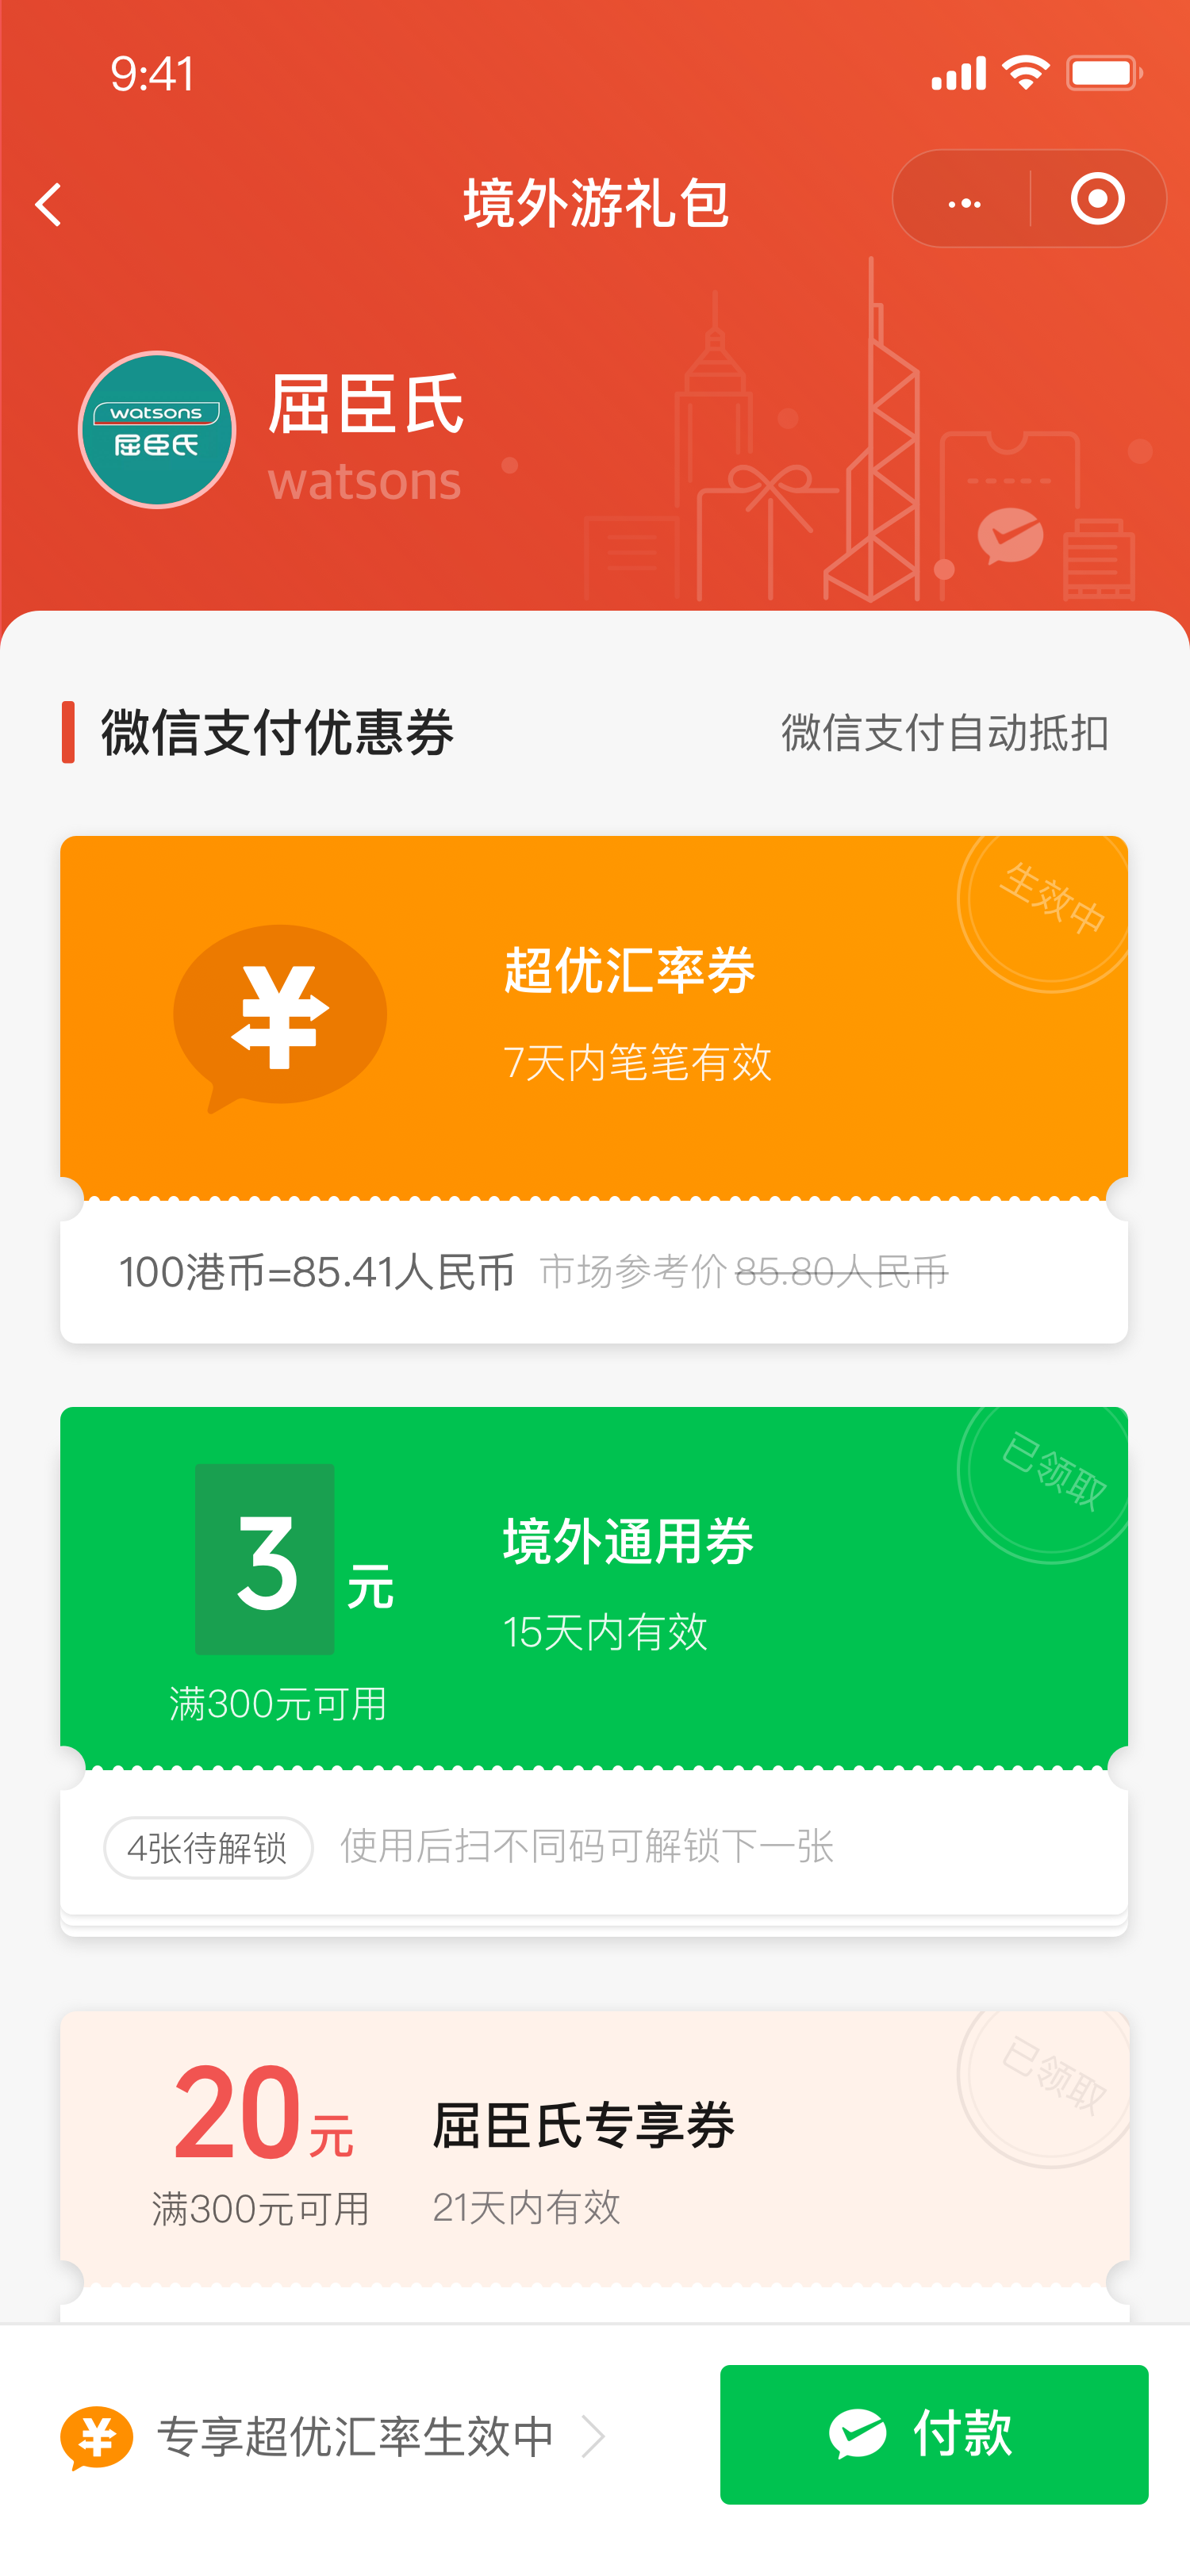 9:41
境外游礼包
watsons
屈臣氏
屈臣氏
watsons
微信支付优惠券
微信支付自动抵扣
生效中
超优汇率券
7天内笔笔有效
100港币=85.41人民币 市场参考价 85.80人民币
已领取
3元
境外通用券
15天内有效
满300元可用
4张待解锁
使用后扫不同码可解锁下一张
已领取
20元
屈臣氏专享券
满300元可用
21天内有效
专享超优汇率生效中
付款